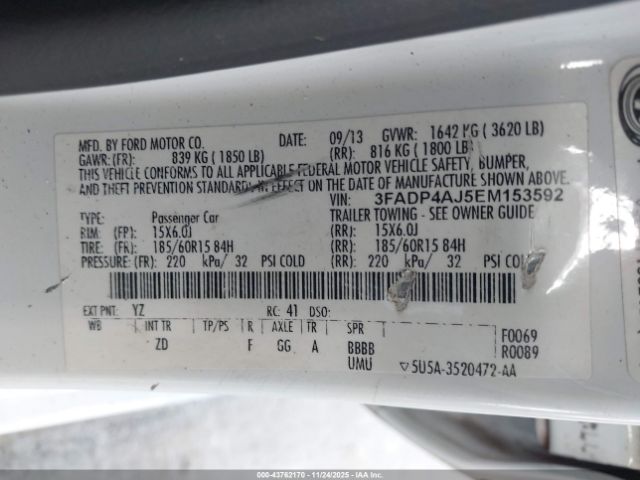 MFD. BY FORD MOTOR CO. DATE: 09/13 GVWR: 1642 KG ( 3620 LB)
GAWR: (FR): 839 KG ( 1850 LB) (RR): 816 KG ( 1800 LB)
THIS VEHICLE CONFORMS TO ALL APPLICABLE FEDERAL MOTOR VEHICLE SAFETY, BUMPER,
AND THEFT PREVENTION STANDARDS IN EFFECT ON THE DATE OF MANUFACTURE SHOWN ABOVE.
VIN: 3FADP4AJ5EM153592
TYPE: Passenger Car TRAILER TOWING - SEE OWNER GUIDE
RIM: (FR) 15X6.0J (RR): 15X6.0J
TIRE: (FR) 185/60R15 84H (RR): 185/60R15 84H
PRESSURE: (FR): 220 kPa/ 32 PSI COLD (RR): 220 kPa/ 32 PSI COLD
EXT PNT: YZ RC: 41 DSO:
WB INT TR TP/PS R AXLE TR SPR
ZD F GG A BBBB
UMU
F0069
R0089
5U5A-3520472-AA
000-43762170 - 11/24/2025 - IAAI.COM